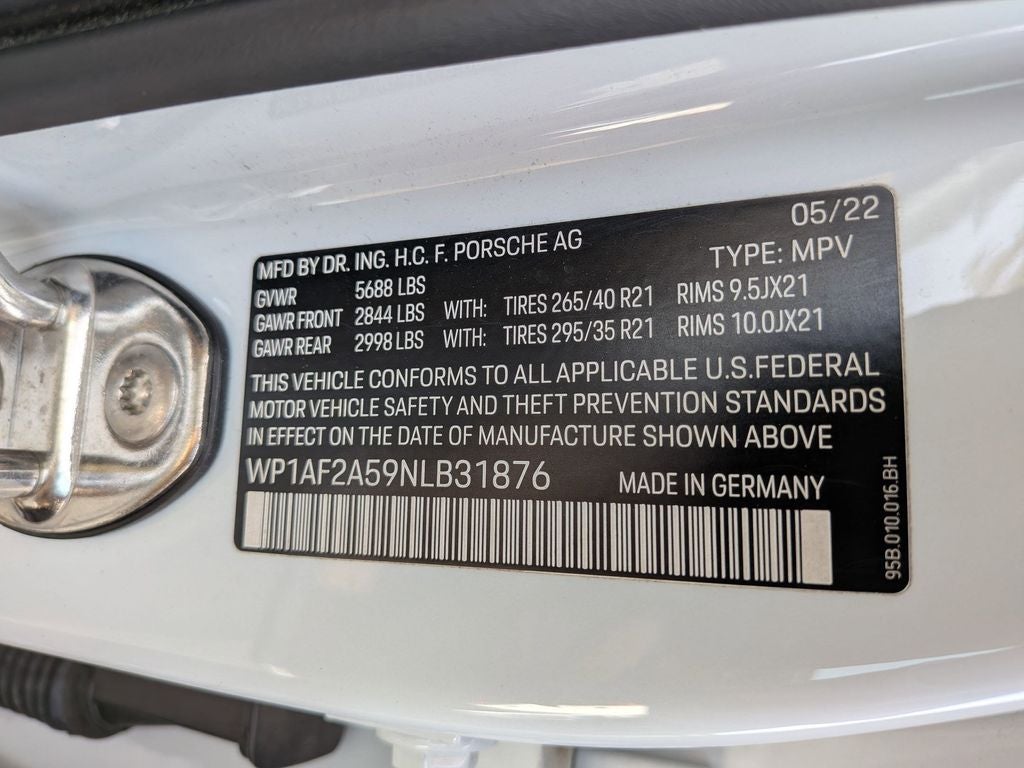 05/22
MFD BY DR. ING. H.C. F. PORSCHE AG TYPE: MPV
GVWR 5688 LBS
GAWR FRONT 2844 LBS WITH: TIRES 265/40 R21 RIMS 9.5JX21
GAWR REAR 2998 LBS WITH: TIRES 295/35 R21 RIMS 10.0JX21
THIS VEHICLE CONFORMS TO ALL APPLICABLE U.S.FEDERAL
MOTOR VEHICLE SAFETY AND THEFT PREVENTION STANDARDS
IN EFFECT ON THE DATE OF MANUFACTURE SHOWN ABOVE
WP1AF2A59NLB31876 MADE IN GERMANY
95B.010.016.BH